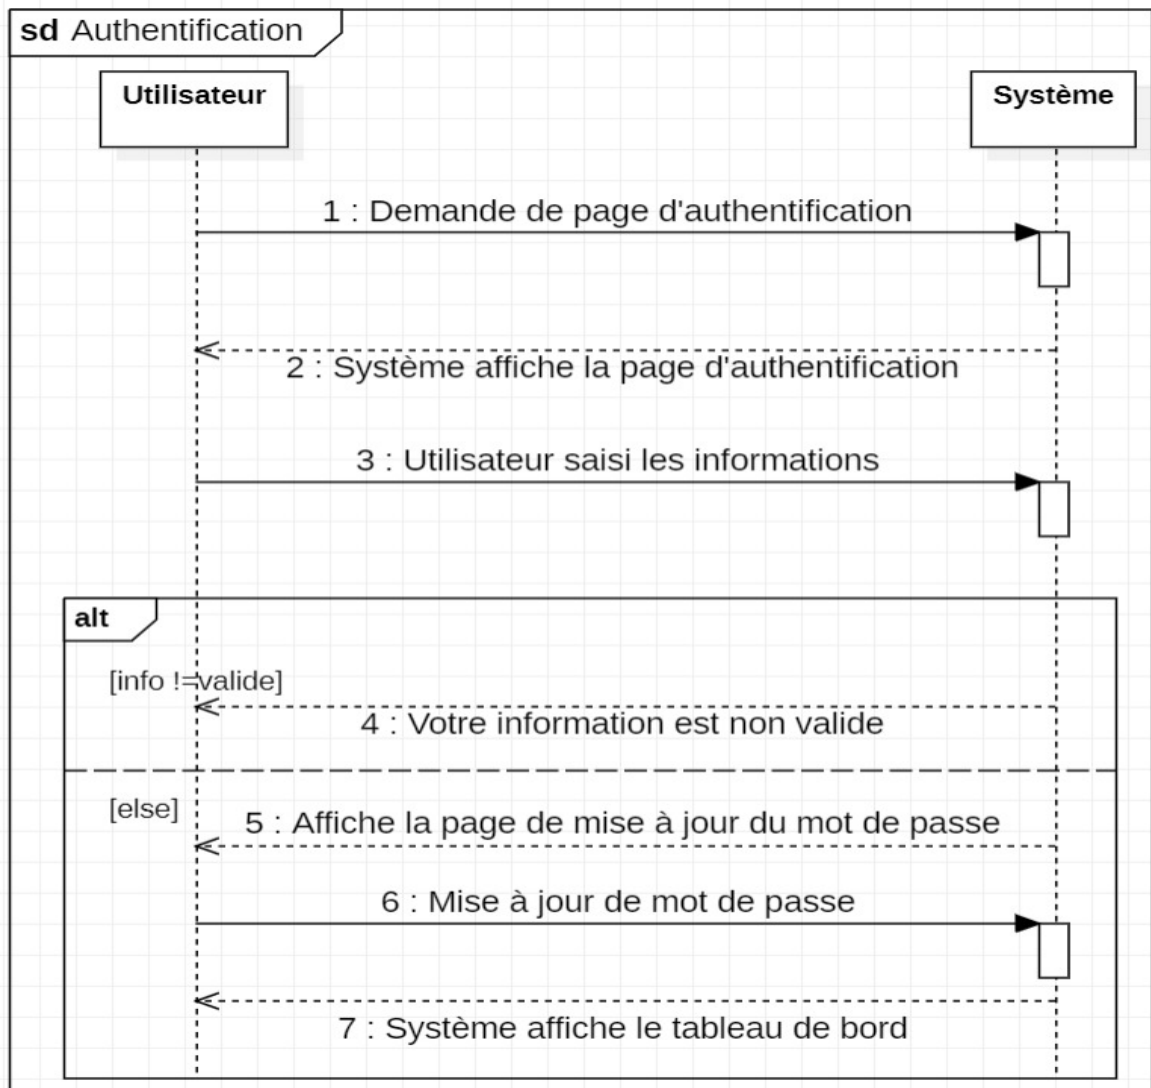 sd Authentification
Utilisateur
Système
1 : Demande de page d'authentification
2 : Système affiche la page d'authentification
3 : Utilisateur saisi les informations
alt
[info !=valide]
4 : Votre information est non valide
[else]
5 : Affiche la page de mise à jour du mot de passe
6 : Mise à jour de mot de passe
7 : Système affiche le tableau de bord